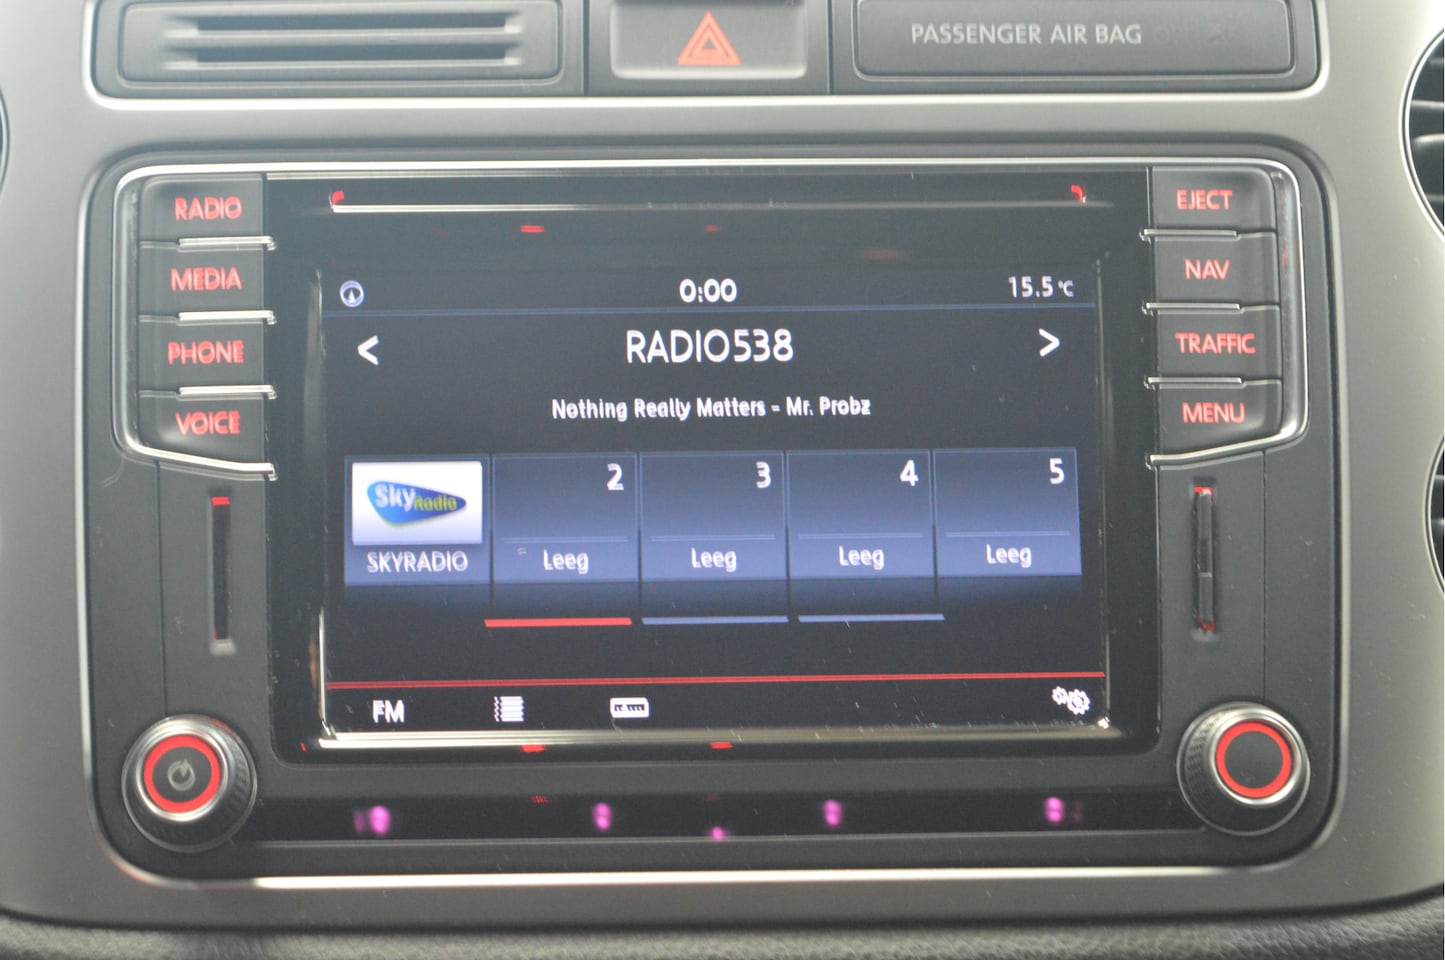 PASSENGER AIR BAG
RADIO
MEDIA
PHONE
VOICE
EJECT
NAV
TRAFFIC
MENU
0:00
15.5 °C
< RADIO538 >
Nothing Really Matters - Mr. Probz
Sky Radio
SKYRADIO
2
Leeg
3
Leeg
4
Leeg
5
Leeg
FM